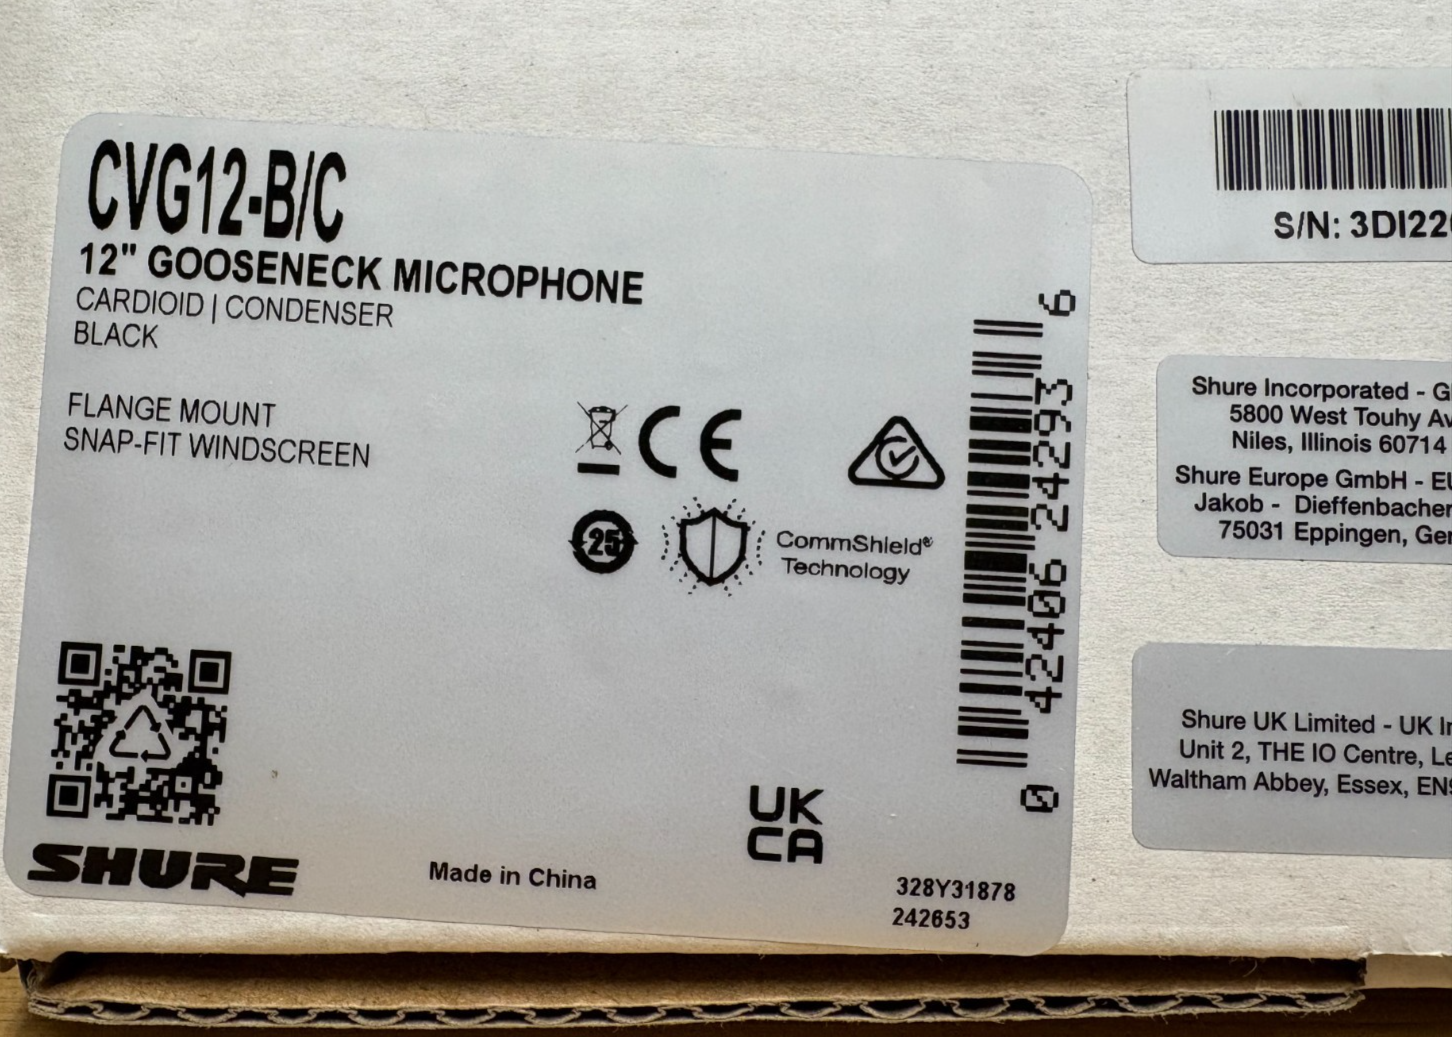 CVG12-B/C
12" GOOSENECK MICROPHONE
CARDIOID | CONDENSER
BLACK
FLANGE MOUNT
SNAP-FIT WINDSCREEN
CE
25
CommShield®
Technology
0 42406 24293 6
UK
CA
SHURE
Made in China
328Y31878
242653
S/N: 3DI22
Shure Incorporated -
5800 West Touhy
Niles, Illinois 60714
Shure Europe GmbH -
Jakob - Dieffenbacher
75031 Eppingen,
Shure UK Limited - UK
Unit 2, THE IO Centre,
Waltham Abbey, Essex,